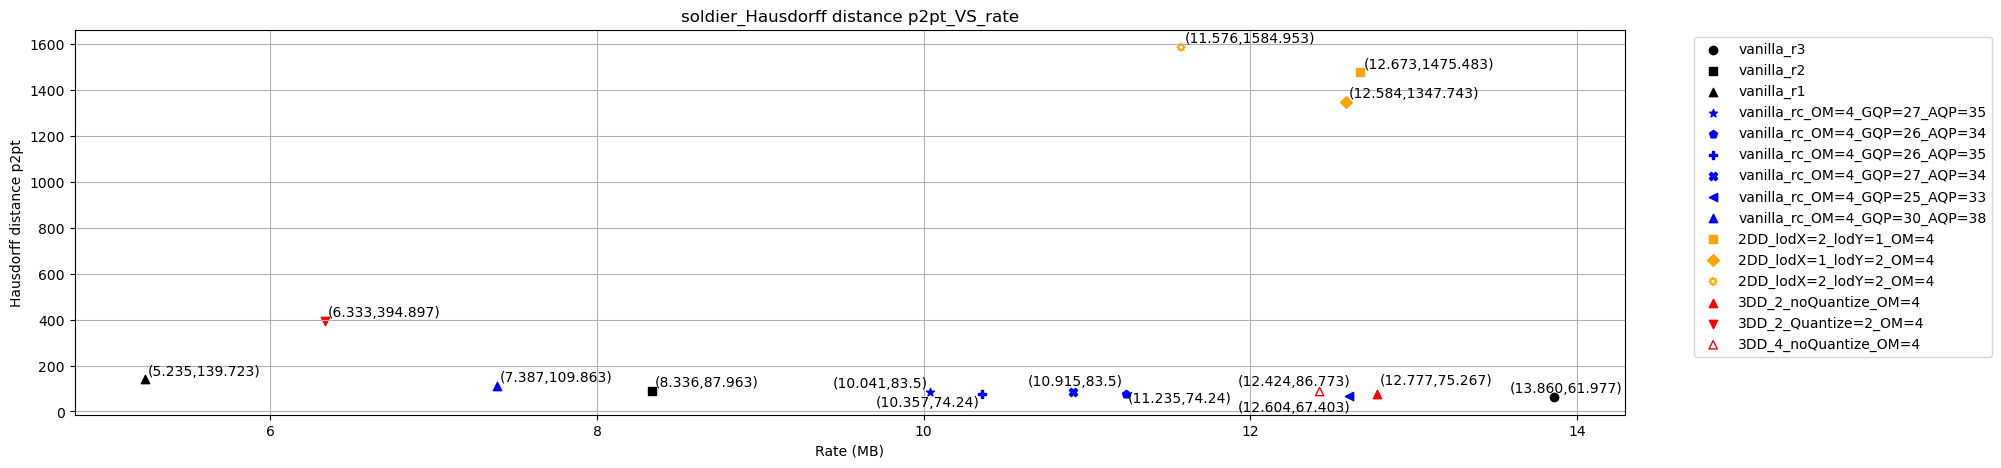 soldier_Hausdorff distance p2pt_VS_rate
Hausdorff distance p2pt
1600
1400
1200
1000
800
600
400
200
0
(11.576,1584.953)
(12.673,1475.483)
(12.584,1347.743)
(6.333,394.897)
(5.235,139.723)
(7.387,109.863)
(8.336,87.963)
(10.041,83.5)
(10.357,74.24)
(10.915,83.5)
(11.235,74.24)
(12.424,86.773)
(12.604,67.403)
(12.777,75.267)
(13.860,61.977)
6
8
10
12
14
Rate (MB)
vanilla_r3
vanilla_r2
vanilla_r1
vanilla_rc_OM=4_GQP=27_AQP=35
vanilla_rc_OM=4_GQP=26_AQP=34
vanilla_rc_OM=4_GQP=26_AQP=35
vanilla_rc_OM=4_GQP=27_AQP=34
vanilla_rc_OM=4_GQP=25_AQP=33
vanilla_rc_OM=4_GQP=30_AQP=38
2DD_lodX=2_lodY=1_OM=4
2DD_lodX=1_lodY=2_OM=4
2DD_lodX=2_lodY=2_OM=4
3DD_2_noQuantize_OM=4
3DD_2_Quantize=2_OM=4
3DD_4_noQuantize_OM=4